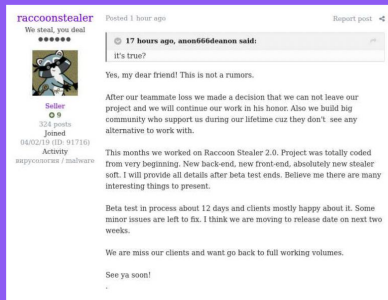 raccoonstealer
We steal, you deal
Seller
9
324 posts
Joined
04/02/19 (ID: 91716)
Activity
вирусология / malware
Posted 1 hour ago
Report post
17 hours ago, anon666deanon said:
it's true?
Yes, my dear friend! This is not a rumors.
After our teammate loss we made a decision that we can not leave our
project and we will continue our work in his honor. Also we build big
community who support us during our lifetime cuz they don't see any
alternative to work with.
This months we worked on Raccoon Stealer 2.0. Project was totally coded
from very beginning. New back-end, new front-end, absolutely new stealer
soft. I will provide all details after beta test ends. Believe me there are many
interesting things to present.
Beta test in process about 12 days and clients mostly happy about it. Some
minor issues are left to fix. I think we are moving to release date on next two
weeks.
We are miss our clients and want go back to full working volumes.
See ya soon!
.